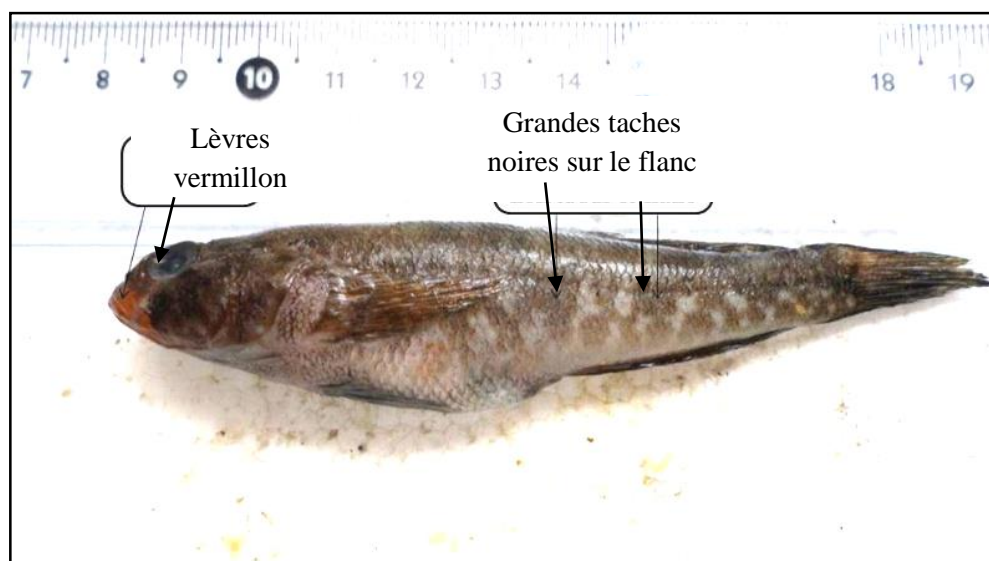 7 8 9 10 11 12 13 14 18 19
Lèvres
vermillon
Grandes taches
noires sur le flanc